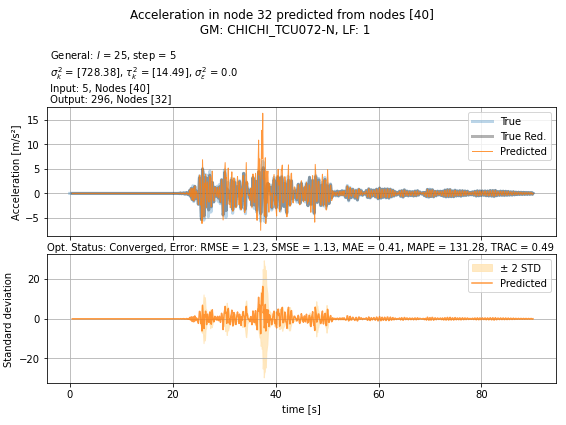 Acceleration in node 32 predicted from nodes [40]
GM: CHICHI_TCU072-N, LF: 1
General: l = 25, step = 5
σ²ₖ = [728.38], τ²ₖ = [14.49], σ²ε = 0.0
Input: 5, Nodes [40]
Output: 296, Nodes [32]
Acceleration [m/s²]
15
10
5
0
−5
True
True Red.
Predicted
Opt. Status: Converged, Error: RMSE = 1.23, SMSE = 1.13, MAE = 0.41, MAPE = 131.28, TRAC = 0.49
Standard deviation
20
0
−20
± 2 STD
Predicted
0 20 40 60 80
time [s]